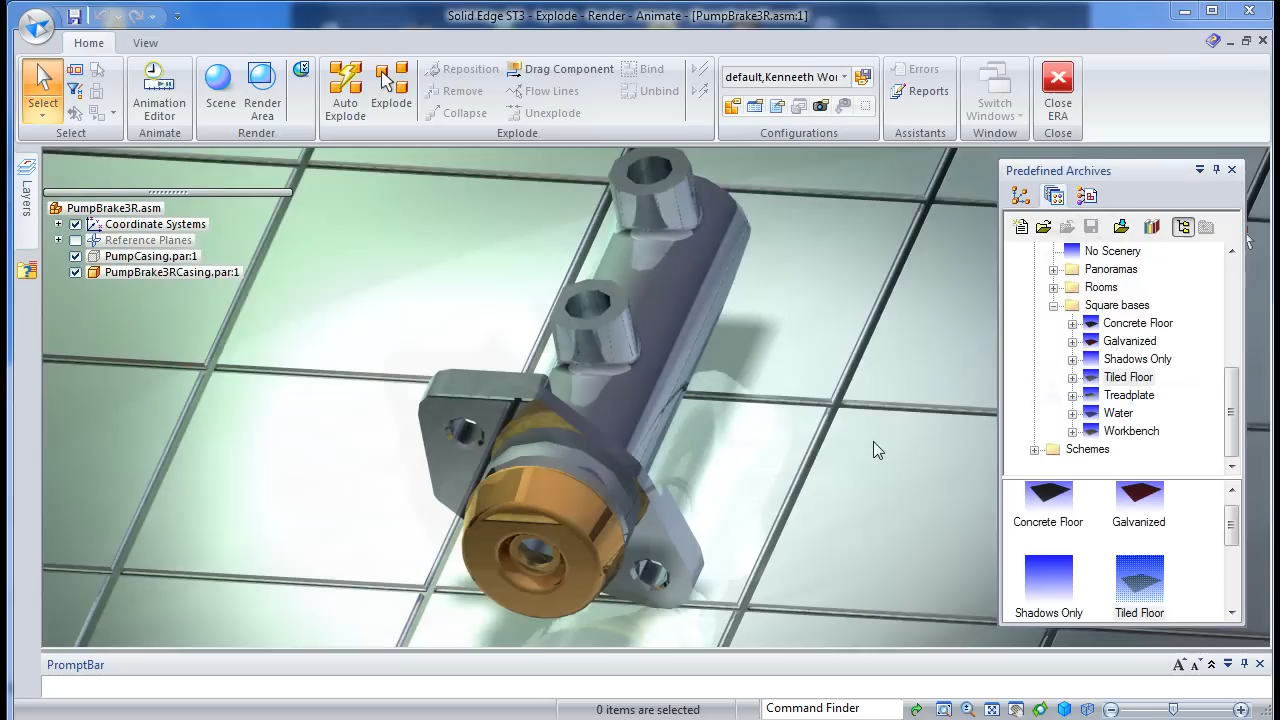 Solid Edge ST3 - Explode - Render - Animate - [PumpBrake3R.asm:1]
Home View
Select
Select
Animation Editor
Animate
Scene
Render Area
Render
Auto Explode
Explode
Reposition
Remove
Collapse
Drag Component
Flow Lines
Unexplode
Bind
Unbind
Explode
default,Kenneeth Wor
Configurations
Errors
Reports
Assistants
Switch Windows
Window
Close ERA
Close
Layers
PumpBrake3R.asm
Coordinate Systems
Reference Planes
PumpCasing.par:1
PumpBrake3RCasing.par:1
Predefined Archives
No Scenery
Panoramas
Rooms
Square bases
Concrete Floor
Galvanized
Shadows Only
Tiled Floor
Treadplate
Water
Workbench
Schemes
Concrete Floor Galvanized
Shadows Only Tiled Floor
PromptBar
0 items are selected
Command Finder